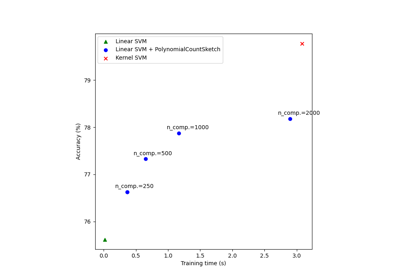 Linear SVM
Linear SVM + PolynomialCountSketch
Kernel SVM
79
78
77
76
Accuracy (%)
n_comp.=2000
n_comp.=1000
n_comp.=500
n_comp.=250
0.0 0.5 1.0 1.5 2.0 2.5 3.0
Training time (s)